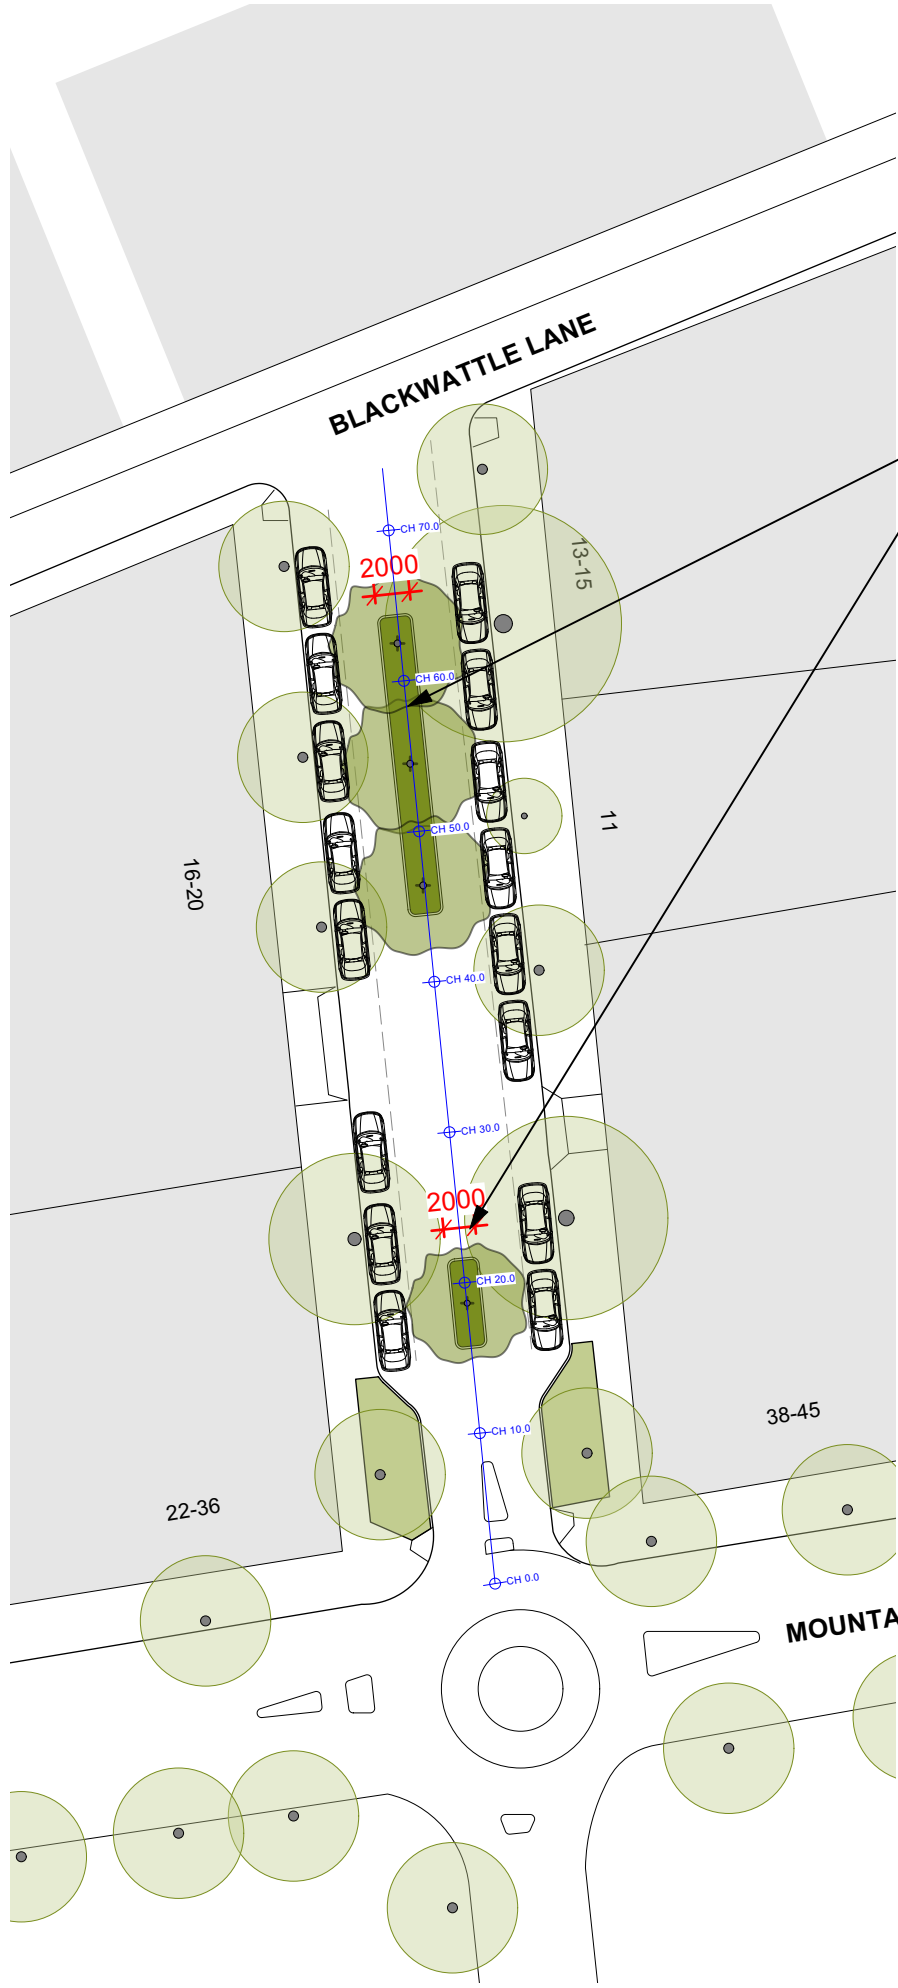 BLACKWATTLE LANE
CH 70.0
2000
13-15
CH 60.0
11
CH 50.0
16-20
CH 40.0
CH 30.0
2000
CH 20.0
38-45
CH 10.0
22-36
CH 0.0
MOUNTA